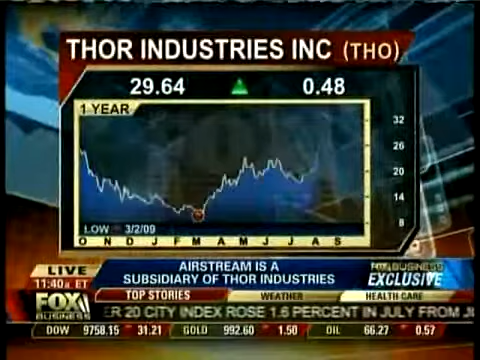 THOR INDUSTRIES INC (THO)
29.64 0.48
1 YEAR
32
26
20
14
8
LOW 3/2/09
O N D J F M A M J J A S
LIVE
11:40a. ET
AIRSTREAM IS A
SUBSIDIARY OF THOR INDUSTRIES
FOX BUSINESS
EXCLUSIVE
FOX
BUSINESS
TOP STORIES WEATHER HEALTH CARE
ER 20 CITY INDEX ROSE 1.6 PERCENT IN JULY FROM JU
DOW 9758.15 31.21 GOLD 992.60 1.50 OIL 66.27 0.57